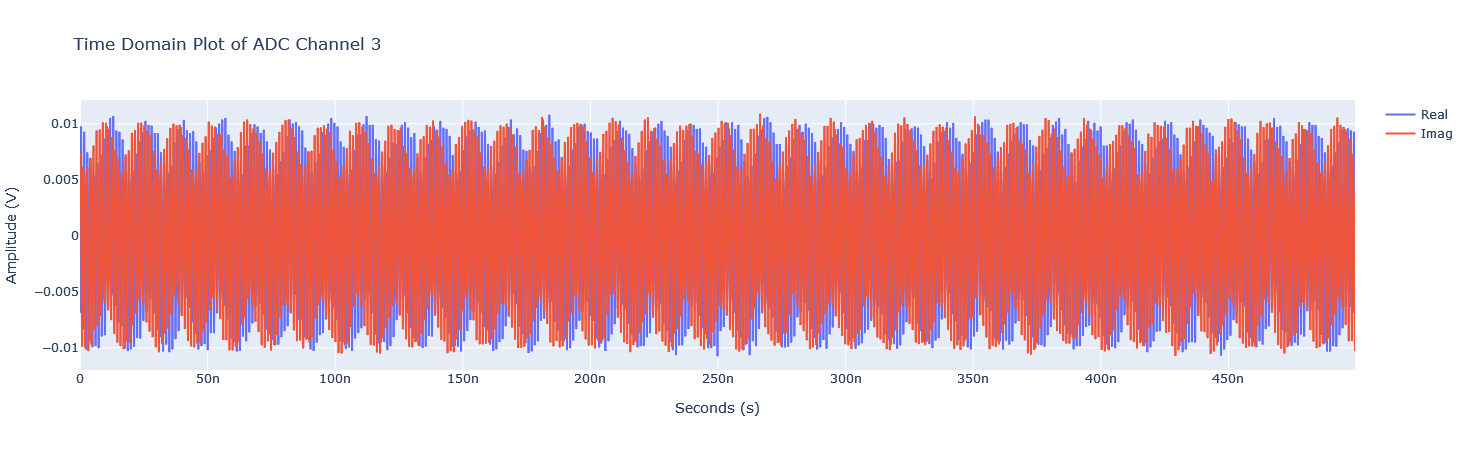 Time Domain Plot of ADC Channel 3
Real
Imag
0.01
0.005
0
−0.005
−0.01
Amplitude (V)
0 50n 100n 150n 200n 250n 300n 350n 400n 450n
Seconds (s)